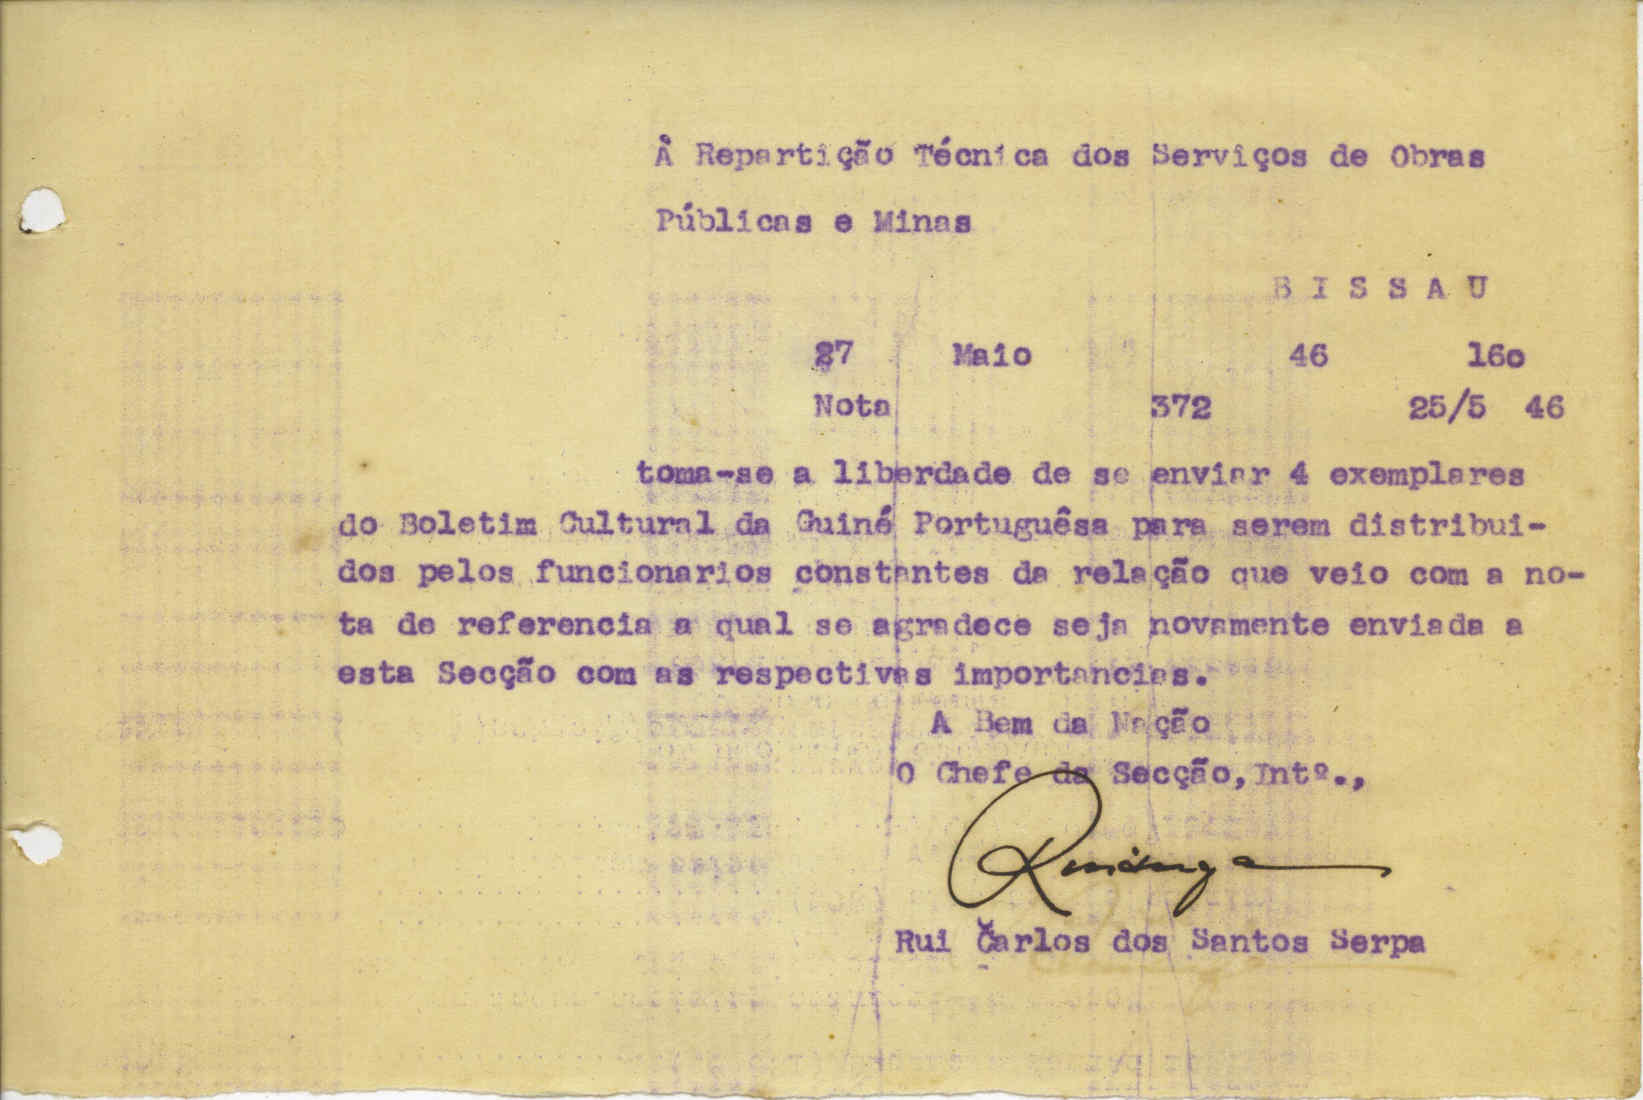 À Repartição Técnica dos Serviços de Obras
Públicas e Minas
B I S S A U
27 Maio 46 16o
Nota 372 25/5 46
toma-se a liberdade de se enviar 4 exemplares
do Boletim Cultural da Guiné Portuguêsa para serem distribui-
dos pelos funcionarios constantes da relação que veio com a no-
ta de referencia a qual se agradece seja novamente enviada a
esta Secção com as respectivas importancias.
A Bem da Nação
O Chefe da Secção,Intº.,
Rui Carlos dos Santos Serpa